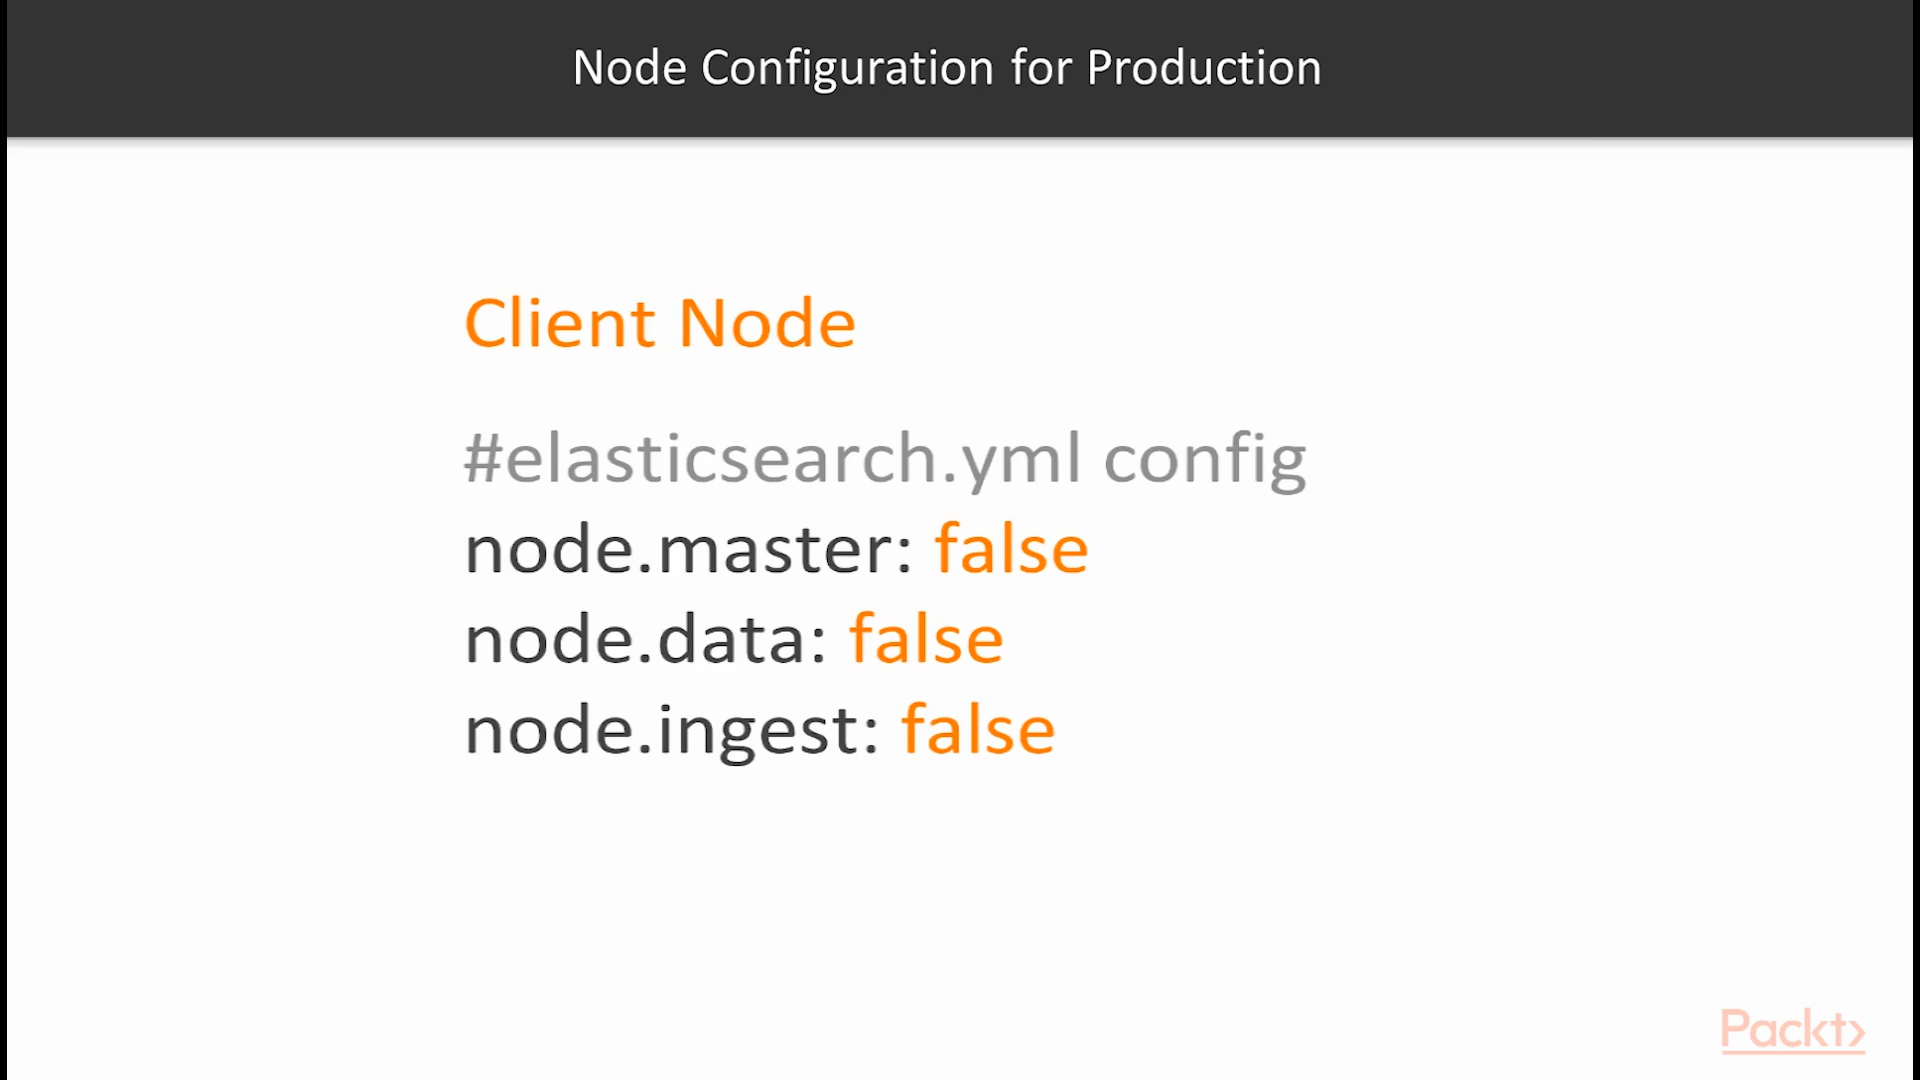 Node Configuration for Production
Client Node
#elasticsearch.yml config
node.master: false
node.data: false
node.ingest: false
Packt>